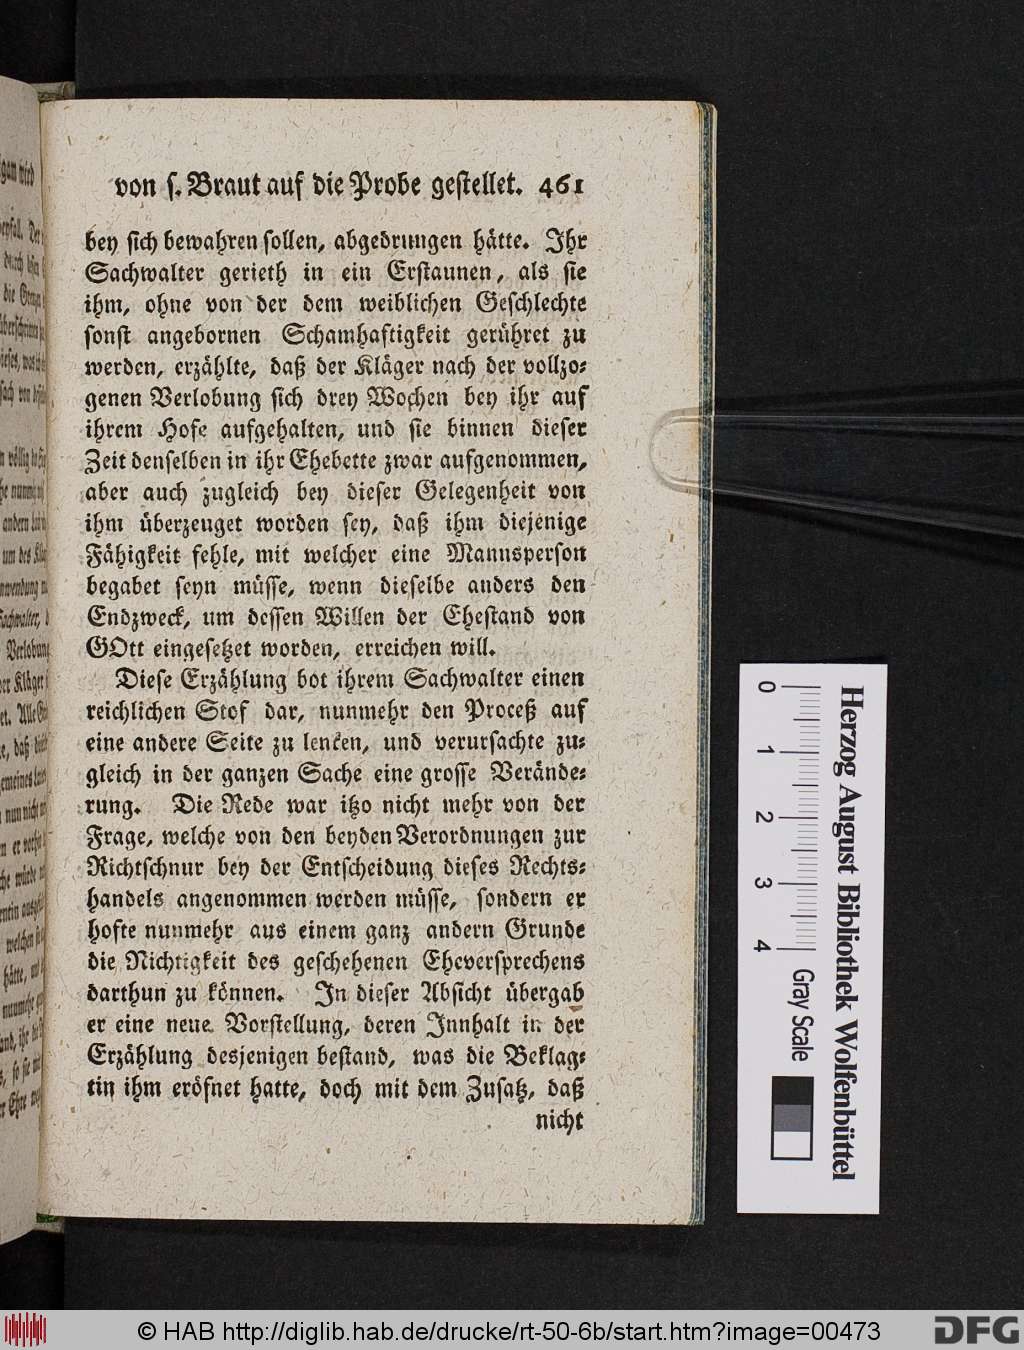 von s. Braut auf die Probe gestellet. 461
bey sich bewahren sollen, abgedrungen hätte. Ihr
Sachwalter gerieth in ein Erstaunen, als sie
ihm, ohne von der dem weiblichen Geschlechte
sonst angebornen Schamhaftigkeit gerühret zu
werden, erzählte, daß der Kläger nach der vollzo⸗
genen Verlobung sich drey Wochen bey ihr auf
ihrem Hofe aufgehalten, und sie binnen dieser
Zeit denselben in ihr Ehebette zwar aufgenommen,
aber auch zugleich bey dieser Gelegenheit von
ihm überzeuget worden sey, daß ihm diejenige
Fähigkeit fehle, mit welcher eine Mannsperson
begabet seyn müsse, wenn dieselbe anders den
Endzweck, um dessen Willen der Ehestand von
GOtt eingesetzet worden, erreichen will.
Diese Erzählung bot ihrem Sachwalter einen
reichlichen Stof dar, nunmehr den Proceß auf
eine andere Seite zu lenken, und verursachte zu⸗
gleich in der ganzen Sache eine grosse Verände⸗
rung. Die Rede war itzo nicht mehr von der
Frage, welche von den beyden Verordnungen zur
Richtschnur bey der Entscheidung dieses Rechts⸗
handels angenommen werden müsse, sondern er
hofte nunmehr aus einem ganz andern Grunde
die Richtigkeit des geschehenen Eheversprechens
darthun zu können. In dieser Absicht übergab
er eine neue Vorstellung, deren Innhalt in der
Erzählung desjenigen bestand, was die Beklag⸗
tin ihm eröfnet hatte, doch mit dem Zusatz, daß
nicht
0 1 2 3 4
Gray Scale
Herzog August Bibliothek Wolfenbüttel
© HAB http://diglib.hab.de/drucke/rt-50-6b/start.htm?image=00473
DFG